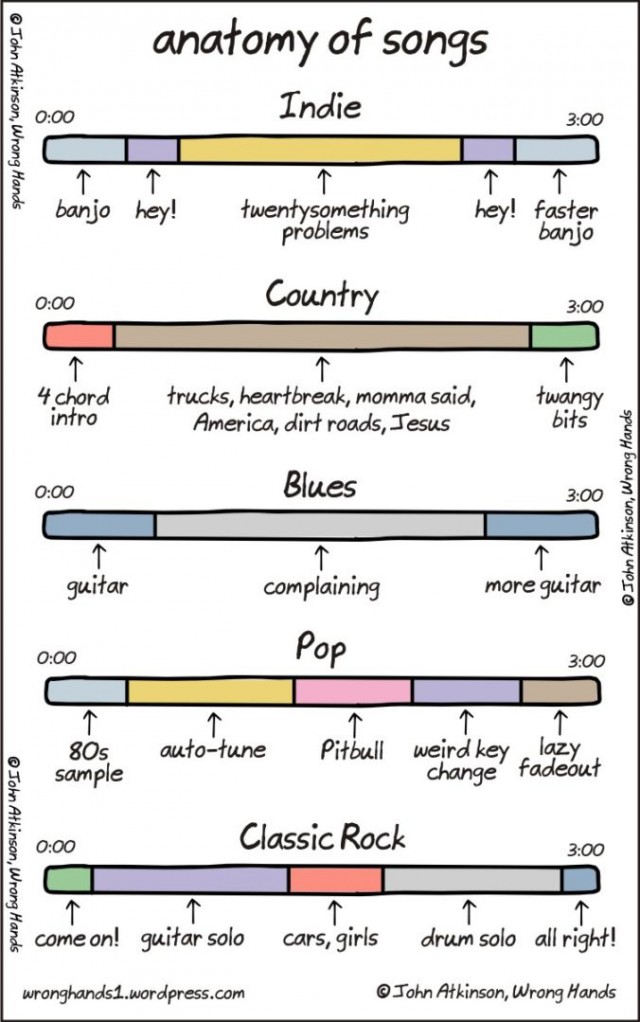 © John Atkinson, Wrong Hands
anatomy of songs
Indie
0:00
3:00
banjo
hey!
twentysomething
problems
hey!
faster
banjo
Country
0:00
3:00
4 chord
intro
trucks, heartbreak, momma said,
America, dirt roads, Jesus
twangy
bits
© John Atkinson, Wrong Hands
Blues
0:00
3:00
guitar
complaining
more guitar
Pop
0:00
3:00
80s
sample
auto-tune
Pitbull
weird key
change
lazy
fadeout
© John Atkinson, Wrong Hands
Classic Rock
0:00
3:00
come on!
guitar solo
cars, girls
drum solo
all right!
wronghands1.wordpress.com
© John Atkinson, Wrong Hands